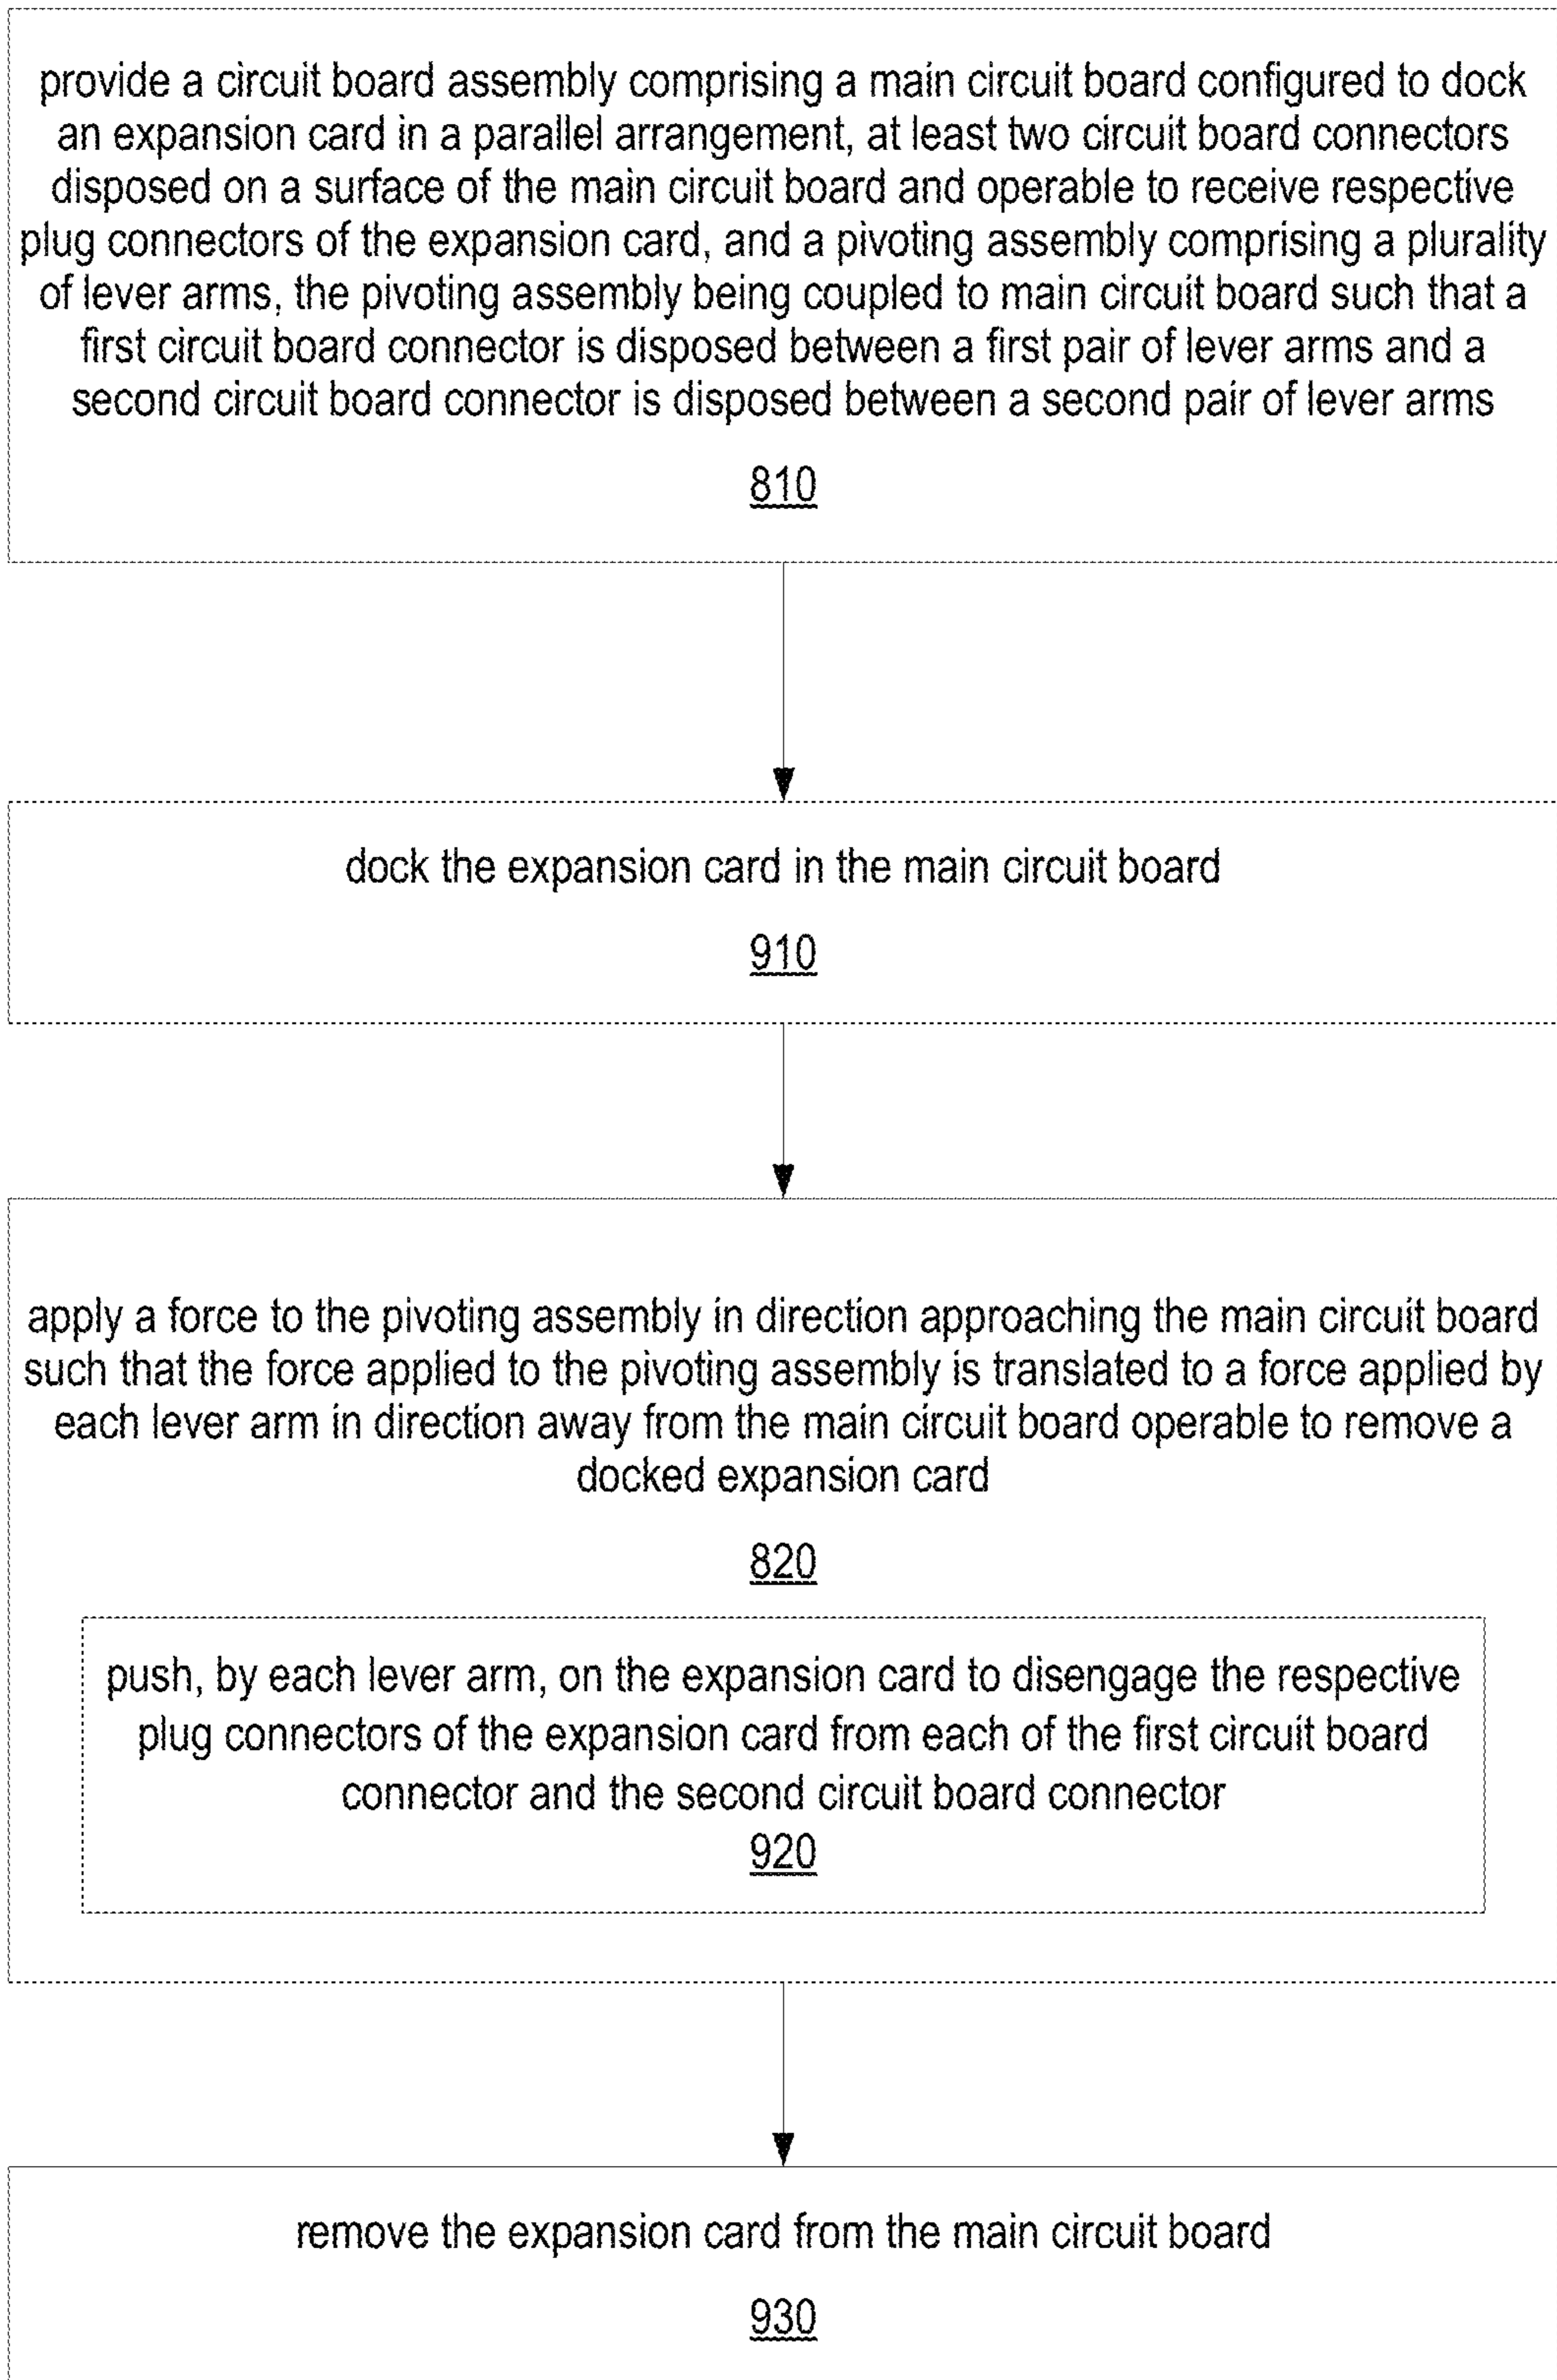 provide a circuit board assembly comprising a main circuit board configured to dock
an expansion card in a parallel arrangement, at least two circuit board connectors
disposed on a surface of the main circuit board and operable to receive respective
plug connectors of the expansion card, and a pivoting assembly comprising a plurality
of lever arms, the pivoting assembly being coupled to main circuit board such that a
first circuit board connector is disposed between a first pair of lever arms and a
second circuit board connector is disposed between a second pair of lever arms
810
dock the expansion card in the main circuit board
910
apply a force to the pivoting assembly in direction approaching the main circuit board
such that the force applied to the pivoting assembly is translated to a force applied by
each lever arm in direction away from the main circuit board operable to remove a
docked expansion card
820
push, by each lever arm, on the expansion card to disengage the respective
plug connectors of the expansion card from each of the first circuit board
connector and the second circuit board connector
920
remove the expansion card from the main circuit board
930